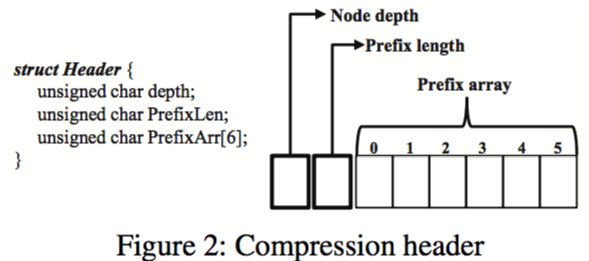 Node depth
Prefix length
struct Header {
unsigned char depth;
unsigned char PrefixLen;
unsigned char PrefixArr[6];
}
Prefix array
0 1 2 3 4 5
Figure 2: Compression header